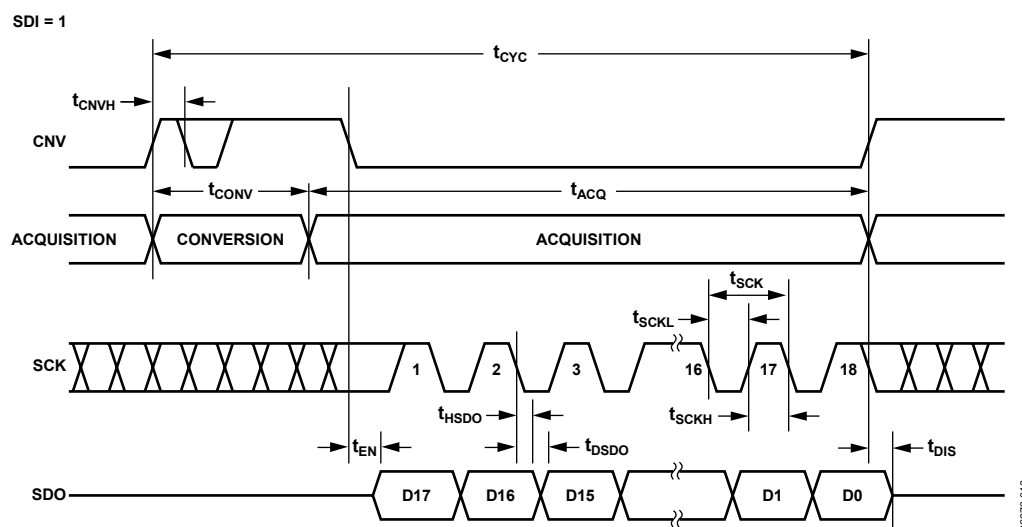 SDI = 1
tCYC
tCNVH
CNV
tCONV
tACQ
ACQUISITION
CONVERSION
ACQUISITION
tSCK
tSCKL
SCK
1
2
3
16
17
18
tHSDO
tSCKH
tEN
tDSDO
tDIS
SDO
D17
D16
D15
D1
D0